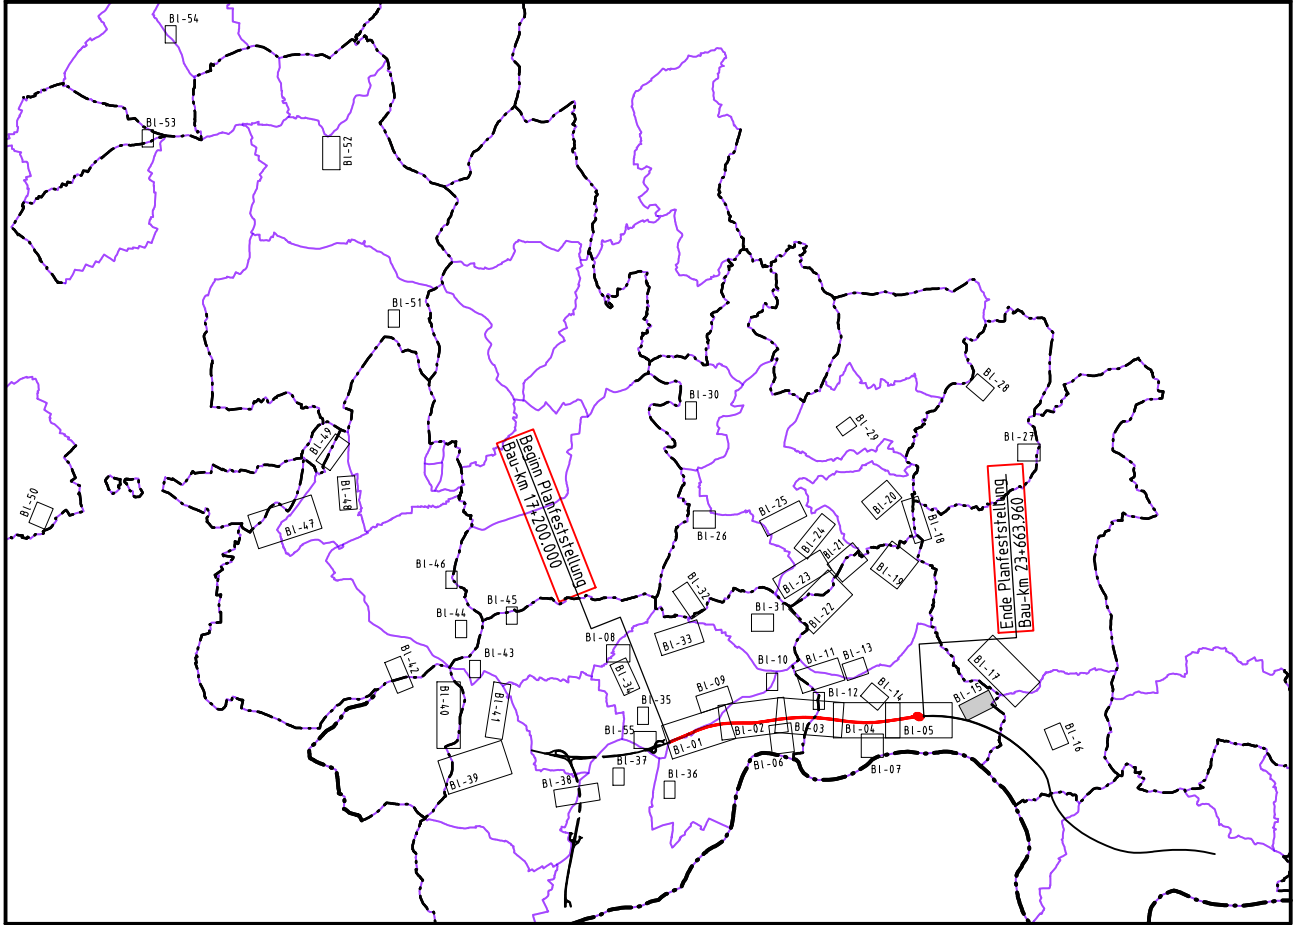 Bl-54
Bl-53
Bl-52
Bl-51
Bl-28
Bl-30
Bl-29
Bl-27
Bl-49
Beginn Planfeststellung
Bau-km 17+200.000
Ende Planfeststellung
Bau-km 23+663.960
Bl-50
Bl-48
Bl-47
Bl-25
Bl-20
Bl-26
Bl-24
Bl-18
Bl-21
Bl-46
Bl-23
Bl-19
Bl-32
Bl-45
Bl-44
Bl-31
Bl-22
Bl-08
Bl-33
Bl-43
Bl-42
Bl-34
Bl-10
Bl-11
Bl-13
Bl-17
Bl-09
Bl-12
Bl-14
Bl-15
Bl-40
Bl-41
Bl-35
Bl-55
Bl-01
Bl-02
Bl-03
Bl-04
Bl-05
Bl-16
Bl-06
Bl-07
Bl-39
Bl-38
Bl-37
Bl-36